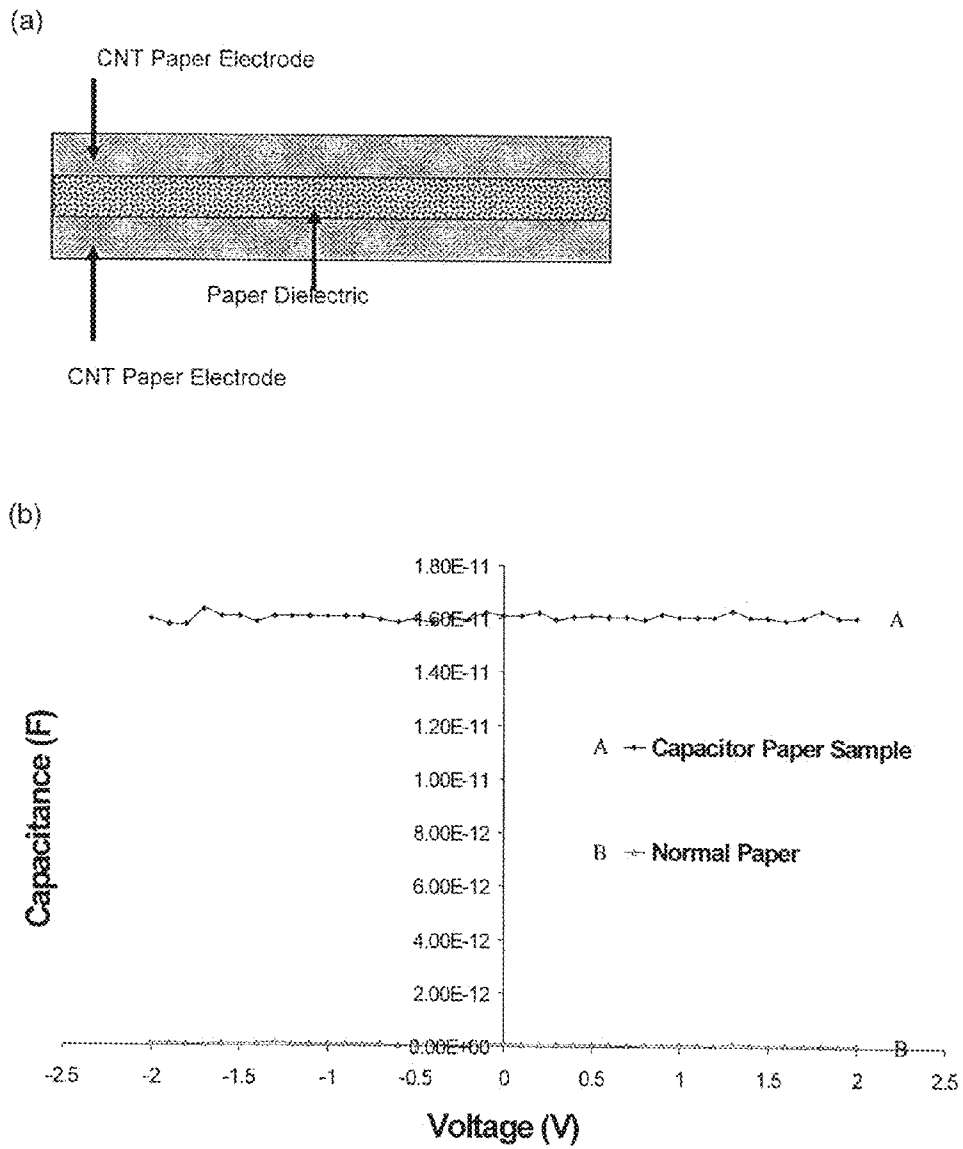 (a)
CNT Paper Electrode
Paper Dielectric
CNT Paper Electrode
(b)
1.80E-11
1.60E-11
A
1.40E-11
1.20E-11
A Capacitor Paper Sample
1.00E-11
8.00E-12
B Normal Paper
6.00E-12
4.00E-12
2.00E-12
0.00E+00
B
-2.5 -2 -1.5 -1 -0.5 0 0.5 1 1.5 2 2.5
Capacitance (F)
Voltage (V)